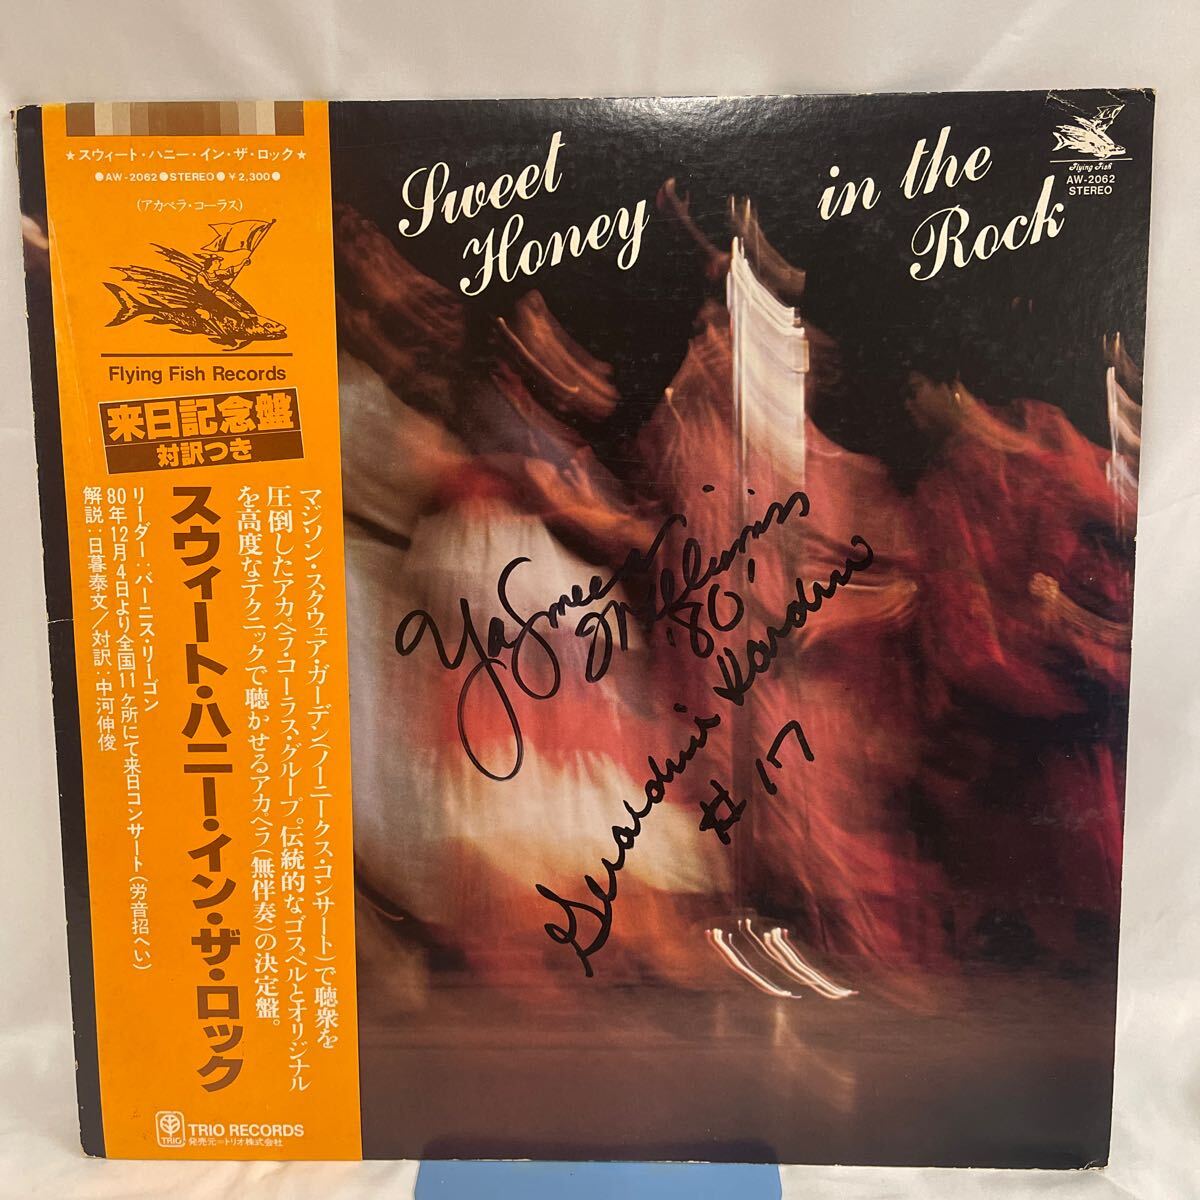 ★スウィート・ハニー・イン・ザ・ロック★
●AW-2062●STEREO●￥2,300●
(アカペラ・コーラス)
Flying Fish Records
来日記念盤
対訳つき
マジソン・スクウェア・ガーデン(ノーニークス・コンサート)で聴衆を
圧倒したアカペラ・コーラス・グループ。伝統的なゴスペルとオリジナル
を高度なテクニックで聴かせるアカペラ(無伴奏)の決定盤。
スウィート・ハニー・イン・ザ・ロック
リーダー:バーニス・リーゴン
80年12月4日より全国11ヶ所にて来日コンサート(労音招へい)
解説:日暮泰文/対訳:中河伸俊
TRIO
TRIO RECORDS
発売元=トリオ株式会社
Sweet
Honey
in the
Rock
Flying Fish
AW-2062
STEREO
Yasmeen
'80
Geraldine Hardin
#17